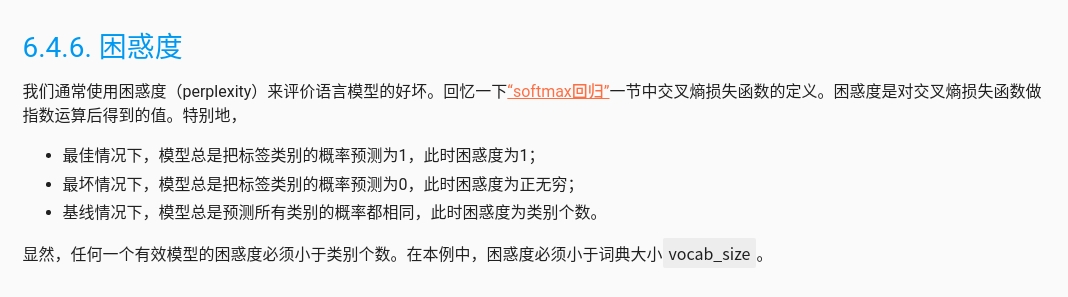 6.4.6. 困惑度
我们通常使用困惑度（perplexity）来评价语言模型的好坏。回忆一下“softmax回归”一节中交叉熵损失函数的定义。困惑度是对交叉熵损失函数做
指数运算后得到的值。特别地，
• 最佳情况下，模型总是把标签类别的概率预测为1，此时困惑度为1；
• 最坏情况下，模型总是把标签类别的概率预测为0，此时困惑度为正无穷；
• 基线情况下，模型总是预测所有类别的概率都相同，此时困惑度为类别个数。
显然，任何一个有效模型的困惑度必须小于类别个数。在本例中，困惑度必须小于词典大小 vocab_size 。